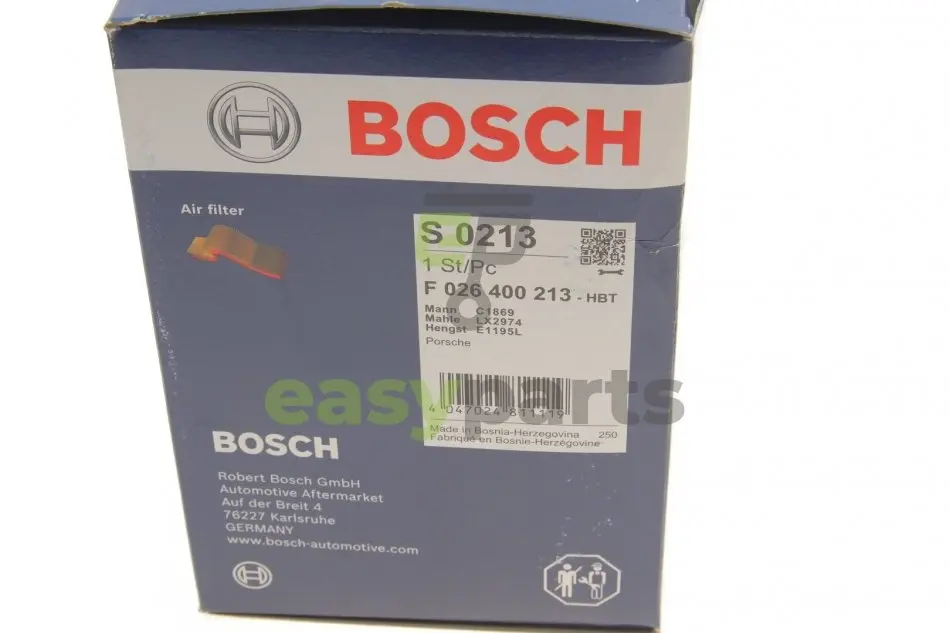 BOSCH
Air filter
S 0213
1 St/Pc
F 026 400 213 - HBT
Mann C1869
Mahle LX2974
Hengst E1195L
Porsche
4 047024 811119
Made in Bosnia-Herzegovina 250
Fabriqué en Bosnie-Herzégovine
easyparts
BOSCH
Robert Bosch GmbH
Automotive Aftermarket
Auf der Breit 4
76227 Karlsruhe
GERMANY
www.bosch-automotive.com